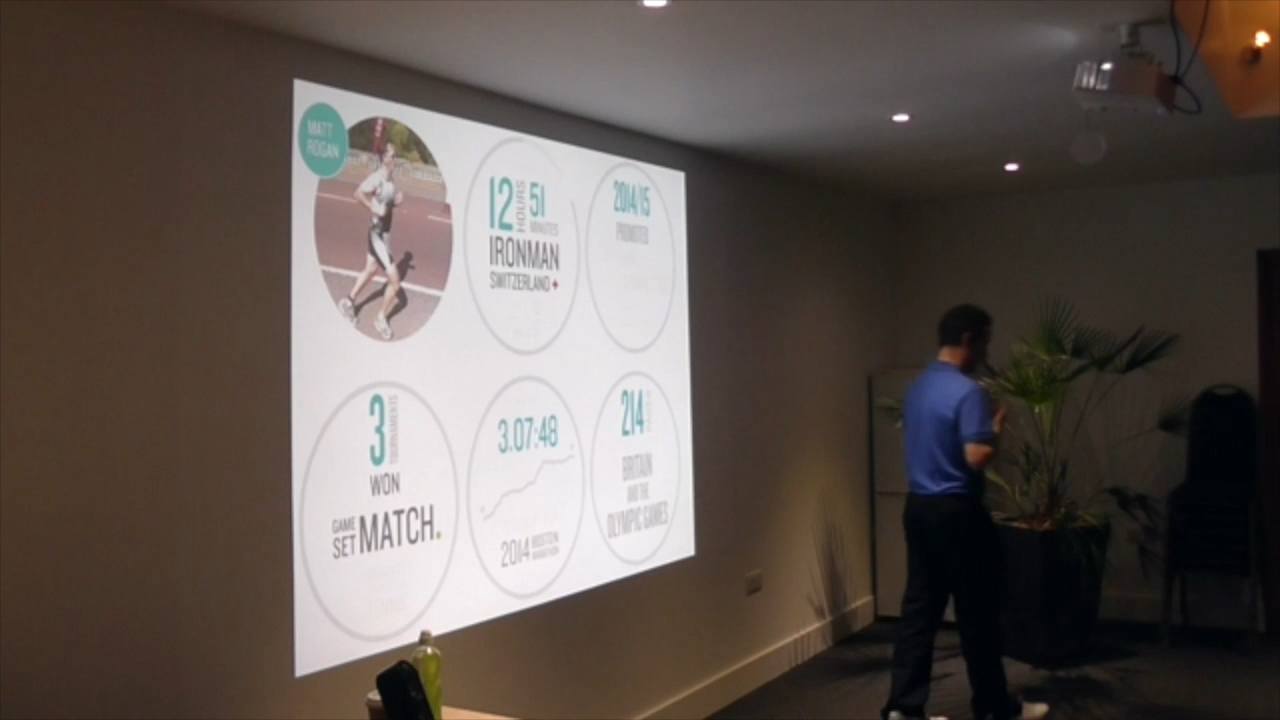 MATT
ROGAN
12 HOURS 51 MINUTES
IRONMAN
SWITZERLAND
2014/15
PROMOTED
3 TOURNAMENTS
WON
GAME
SET MATCH.
3.07:48
2014 BOSTON
MARATHON
214
BRITAIN
AND THE
OLYMPIC GAMES